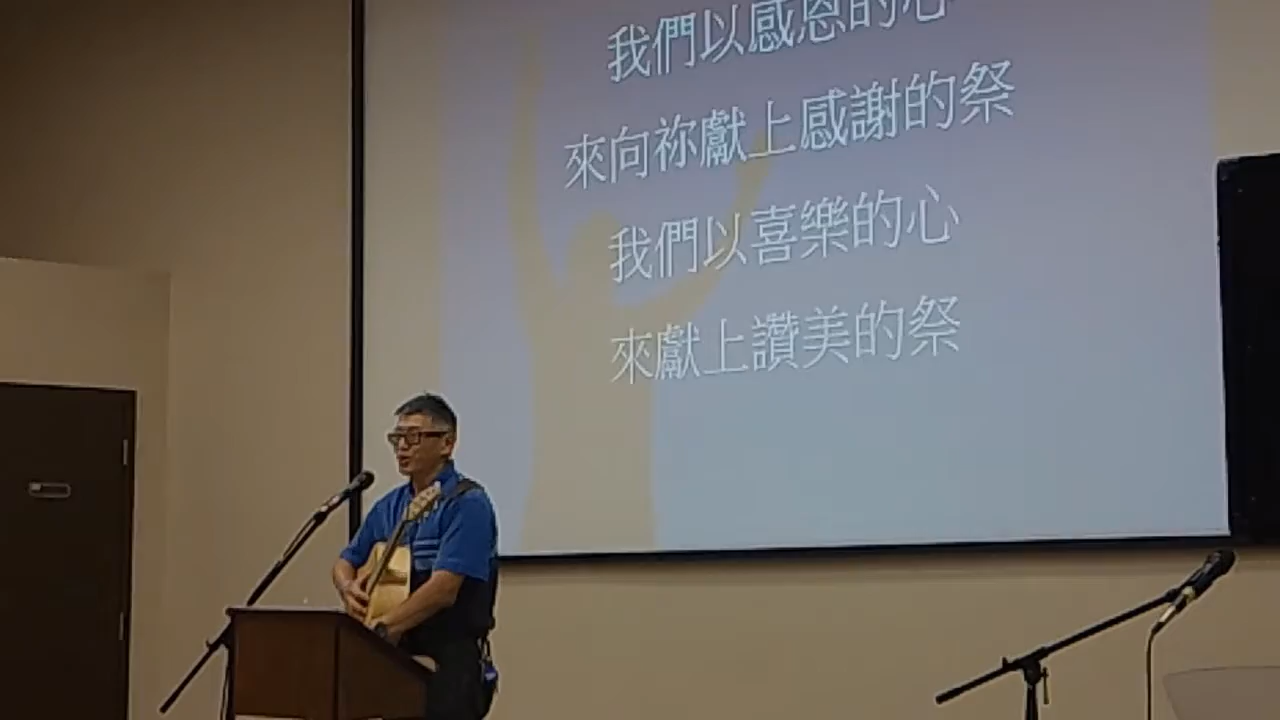 我們以感恩的心
來向祢獻上感謝的祭
我們以喜樂的心
來獻上讚美的祭